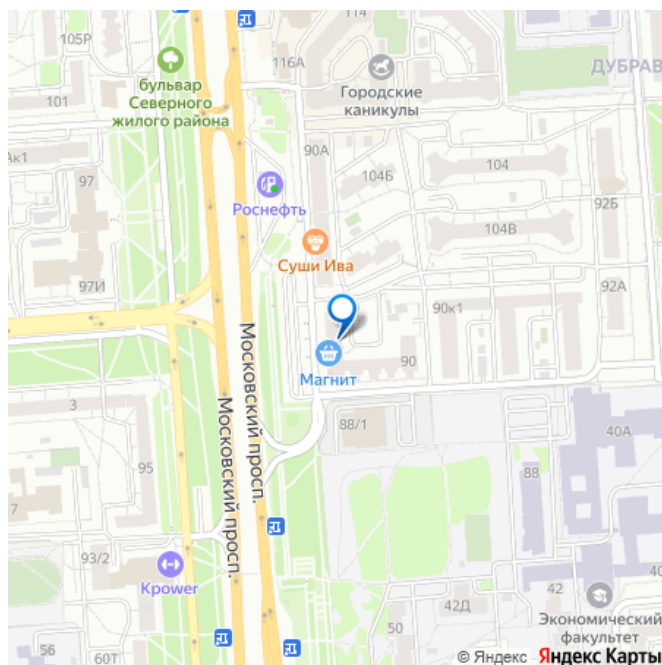 105Р
114
116А
бульвар
Северного
жилого района
101
Городские
каникулы
ДУБРАВ
Ак1
97
90А
104Б
104
Роснефть
104В
92Б
Суши Ива
97И
92А
90к1
Московский просп.
Московский просп.
Магнит
90
3
88/1
40А
95
88
7
93/2
Kpower
42
42Д
Экономический
факультет
50
56
60Т
© Яндекс Яндекс Карты